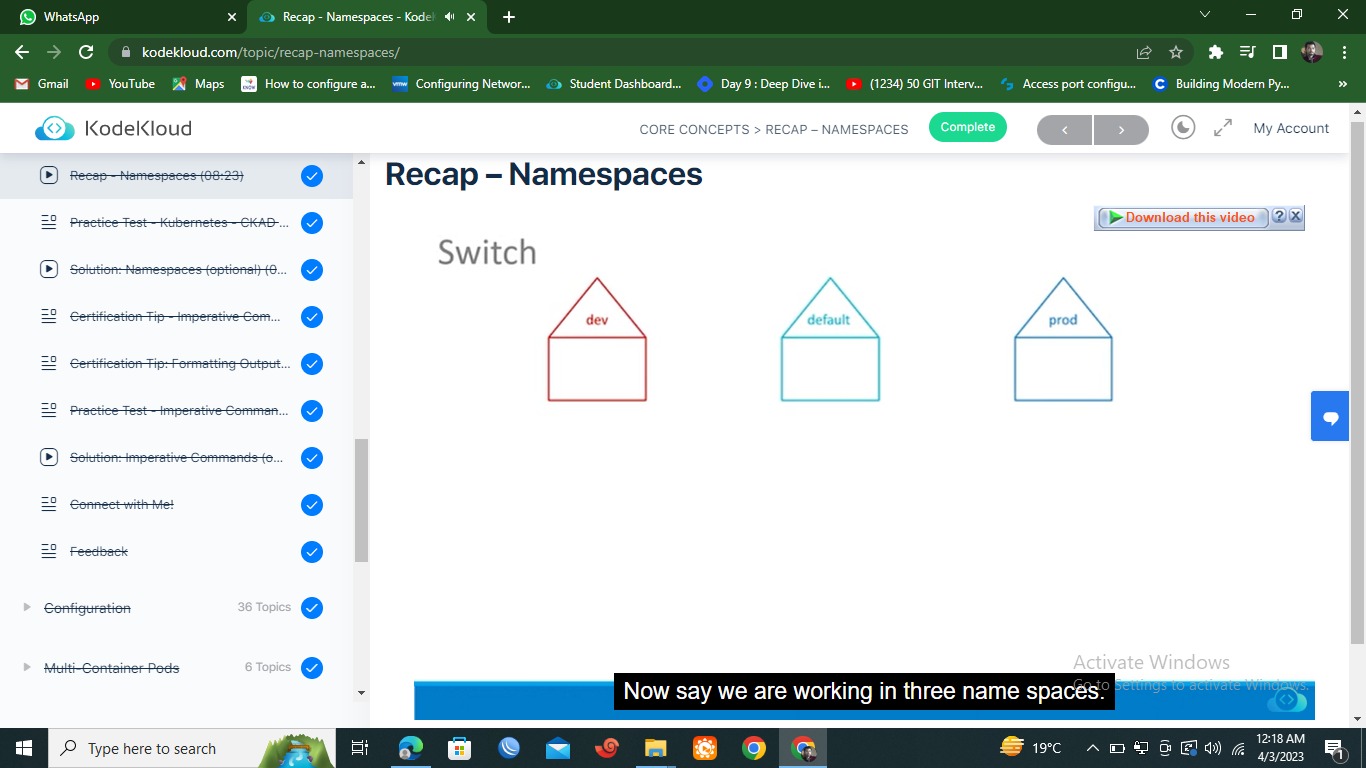 WhatsApp
Recap - Namespaces - Kodek
kodekloud.com/topic/recap-namespaces/
Gmail
YouTube
Maps
How to configure a...
Configuring Networ...
Student Dashboard...
Day 9 : Deep Dive i...
(1234) 50 GIT Interv...
Access port configu...
Building Modern Py...
KodeKloud
CORE CONCEPTS > RECAP – NAMESPACES
Complete
My Account
Recap - Namespaces (08:23)
Practice Test - Kubernetes - CKAD ...
Solution: Namespaces (optional) (0...
Certification Tip - Imperative Com...
Certification Tip: Formatting Output...
Practice Test - Imperative Comman...
Solution: Imperative Commands (o...
Connect with Me!
Feedback
Configuration 36 Topics
Multi-Container Pods 6 Topics
Recap – Namespaces
Download this video
Switch
dev
default
prod
Now say we are working in three name spaces.
Activate Windows
Go to Settings to activate Windows.
Type here to search
19°C
12:18 AM
4/3/2023
1